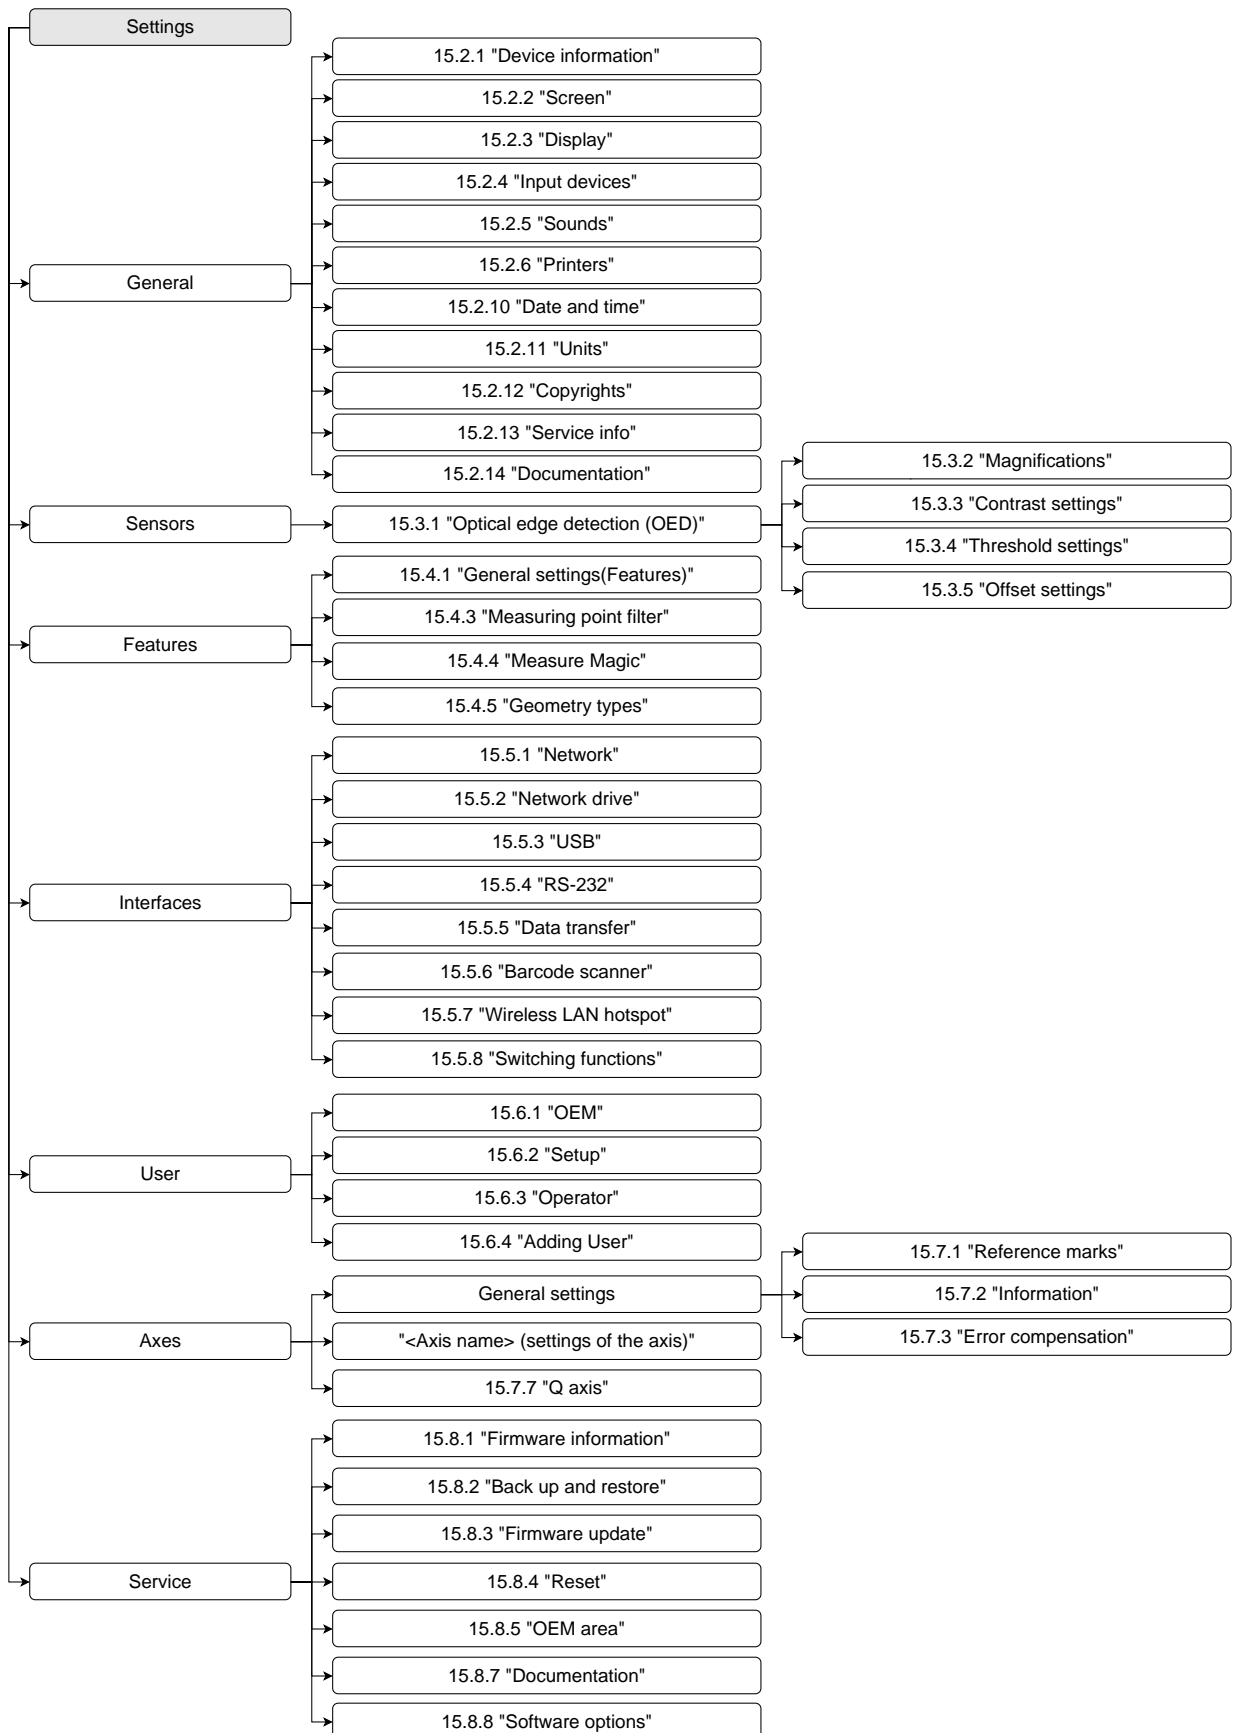 Settings
General
15.2.1 "Device information"
15.2.2 "Screen"
15.2.3 "Display"
15.2.4 "Input devices"
15.2.5 "Sounds"
15.2.6 "Printers"
15.2.10 "Date and time"
15.2.11 "Units"
15.2.12 "Copyrights"
15.2.13 "Service info"
15.2.14 "Documentation"
Sensors
15.3.1 "Optical edge detection (OED)"
15.3.2 "Magnifications"
15.3.3 "Contrast settings"
15.3.4 "Threshold settings"
15.3.5 "Offset settings"
Features
15.4.1 "General settings(Features)"
15.4.3 "Measuring point filter"
15.4.4 "Measure Magic"
15.4.5 "Geometry types"
Interfaces
15.5.1 "Network"
15.5.2 "Network drive"
15.5.3 "USB"
15.5.4 "RS-232"
15.5.5 "Data transfer"
15.5.6 "Barcode scanner"
15.5.7 "Wireless LAN hotspot"
15.5.8 "Switching functions"
User
15.6.1 "OEM"
15.6.2 "Setup"
15.6.3 "Operator"
15.6.4 "Adding User"
Axes
General settings
15.7.1 "Reference marks"
15.7.2 "Information"
15.7.3 "Error compensation"
"<Axis name> (settings of the axis)"
15.7.7 "Q axis"
Service
15.8.1 "Firmware information"
15.8.2 "Back up and restore"
15.8.3 "Firmware update"
15.8.4 "Reset"
15.8.5 "OEM area"
15.8.7 "Documentation"
15.8.8 "Software options"